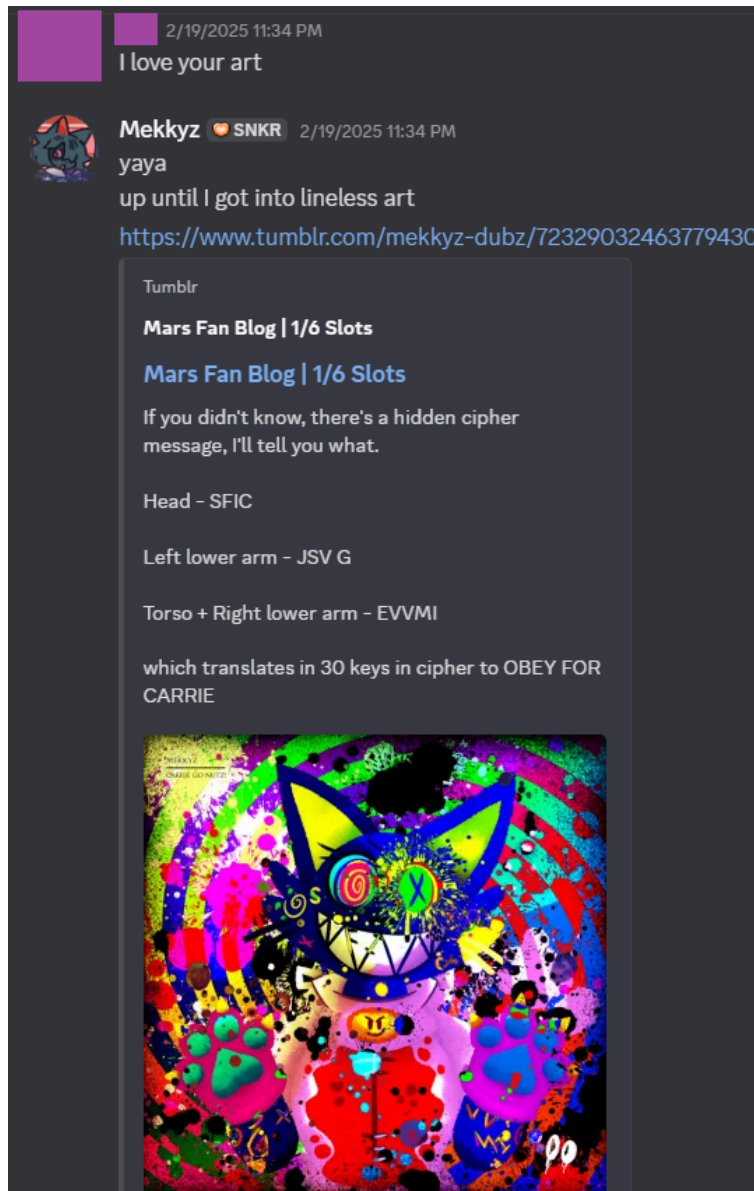 2/19/2025 11:34 PM
I love your art
Mekkyz SNKR 2/19/2025 11:34 PM
yaya
up until I got into lineless art
https://www.tumblr.com/mekkyz-dubz/72329032463779430
Tumblr
Mars Fan Blog | 1/6 Slots
Mars Fan Blog | 1/6 Slots
If you didn't know, there's a hidden cipher
message, I'll tell you what.
Head - SFIC
Left lower arm - JSV G
Torso + Right lower arm - EVVMI
which translates in 30 keys in cipher to OBEY FOR
CARRIE
MEKKYZ
CARRIE GO NUTZ!